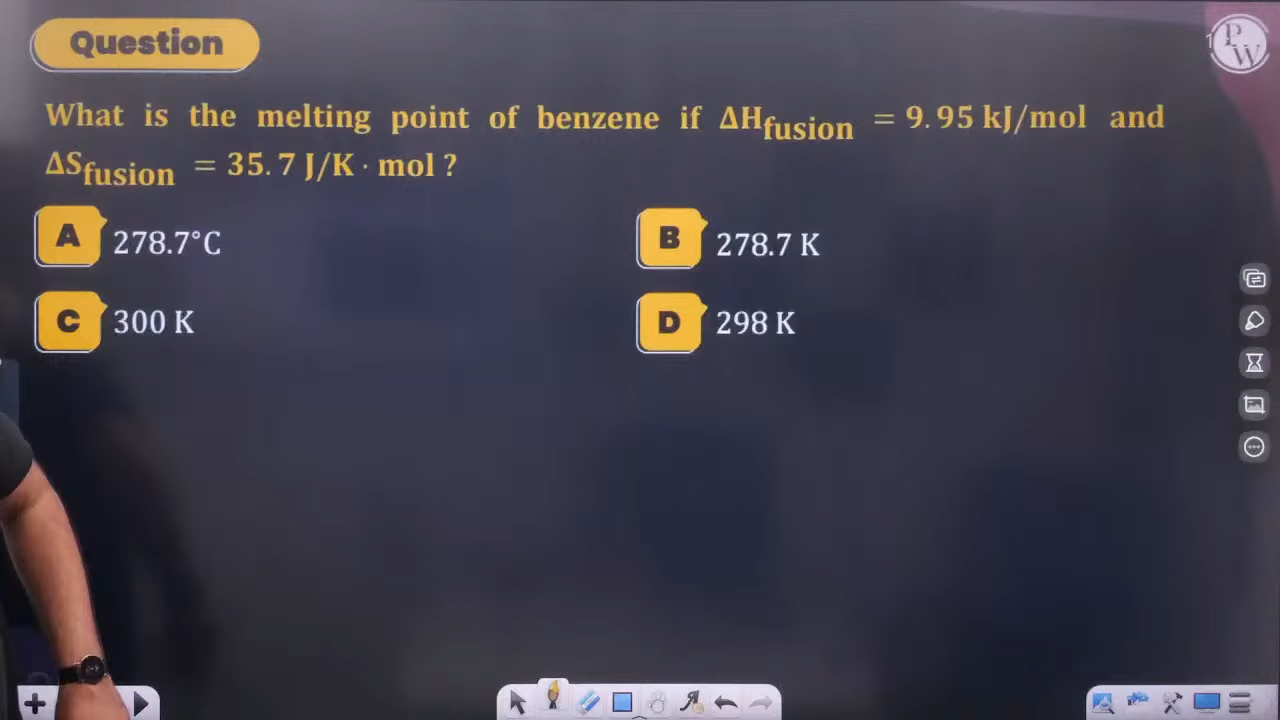 Question
PW
What is the melting point of benzene if ΔHfusion = 9.95 kJ/mol and
ΔSfusion = 35.7 J/K · mol ?
A 278.7°C
B 278.7 K
C 300 K
D 298 K